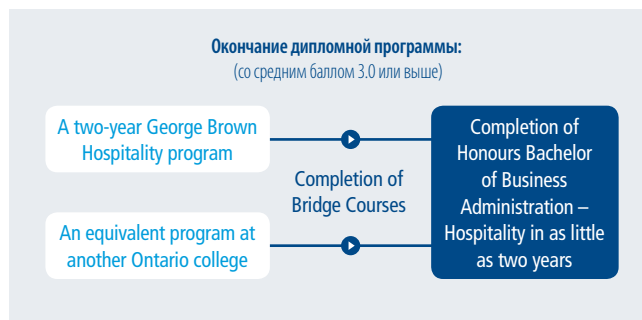 Окончание дипломной программы:
(со средним баллом 3.0 или выше)
A two-year George Brown
Hospitality program
An equivalent program at
another Ontario college
Completion of
Bridge Courses
Completion of
Honours Bachelor
of Business
Administration –
Hospitality in as little
as two years